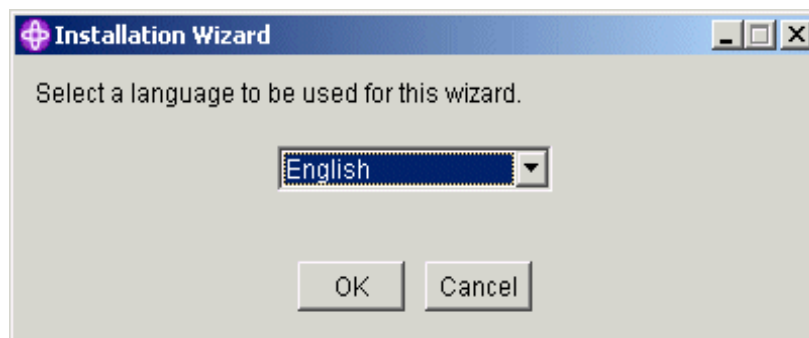 Installation Wizard
Select a language to be used for this wizard.
English
OK Cancel